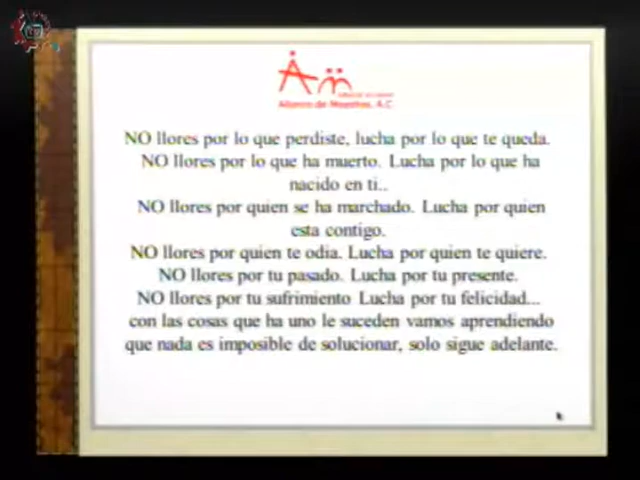 Alianza de Maestros, A.C.
NO llores por lo que perdiste, lucha por lo que te queda.
NO llores por lo que ha muerto. Lucha por lo que ha
nacido en ti..
NO llores por quien se ha marchado. Lucha por quien
esta contigo.
NO llores por quien te odia. Lucha por quien te quiere.
NO llores por tu pasado. Lucha por tu presente.
NO llores por tu sufrimiento Lucha por tu felicidad...
con las cosas que ha uno le suceden vamos aprendiendo
que nada es imposible de solucionar, solo sigue adelante.